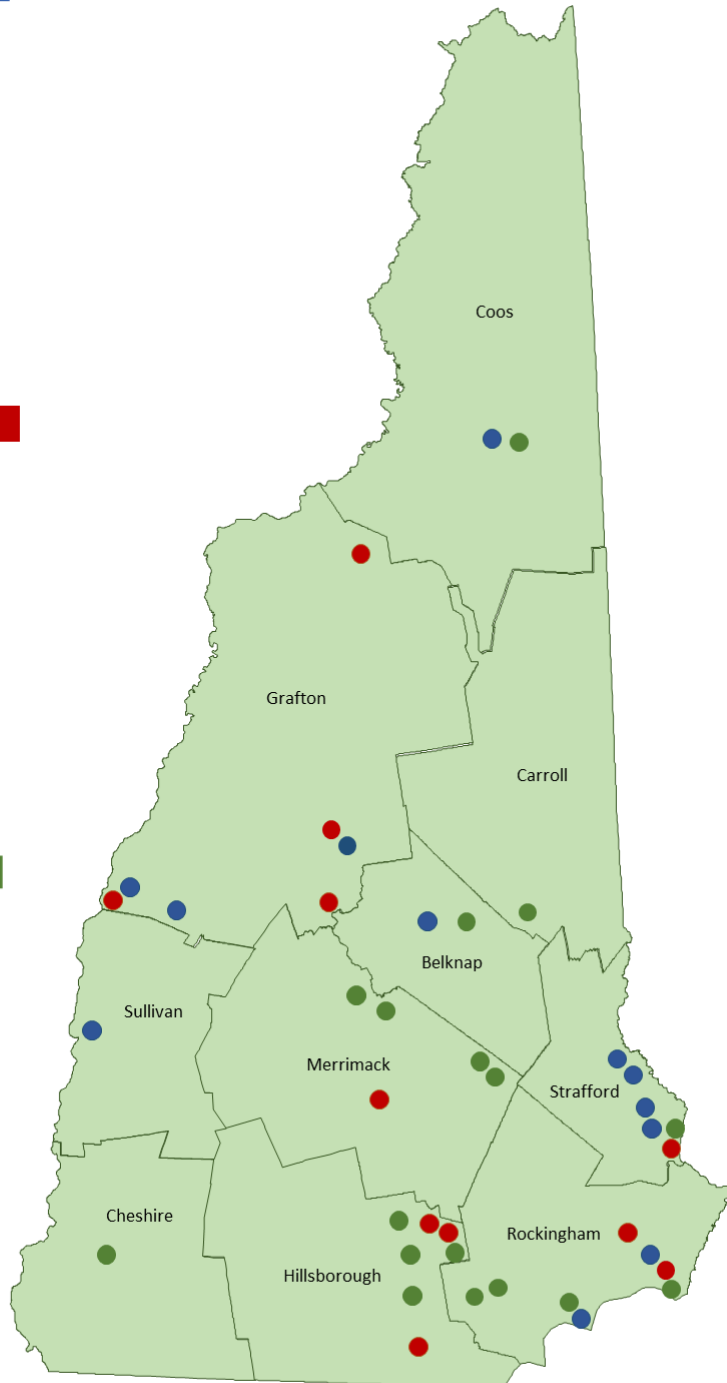 Coos
Grafton
Carroll
Belknap
Sullivan
Merrimack
Strafford
Cheshire
Rockingham
Hillsborough